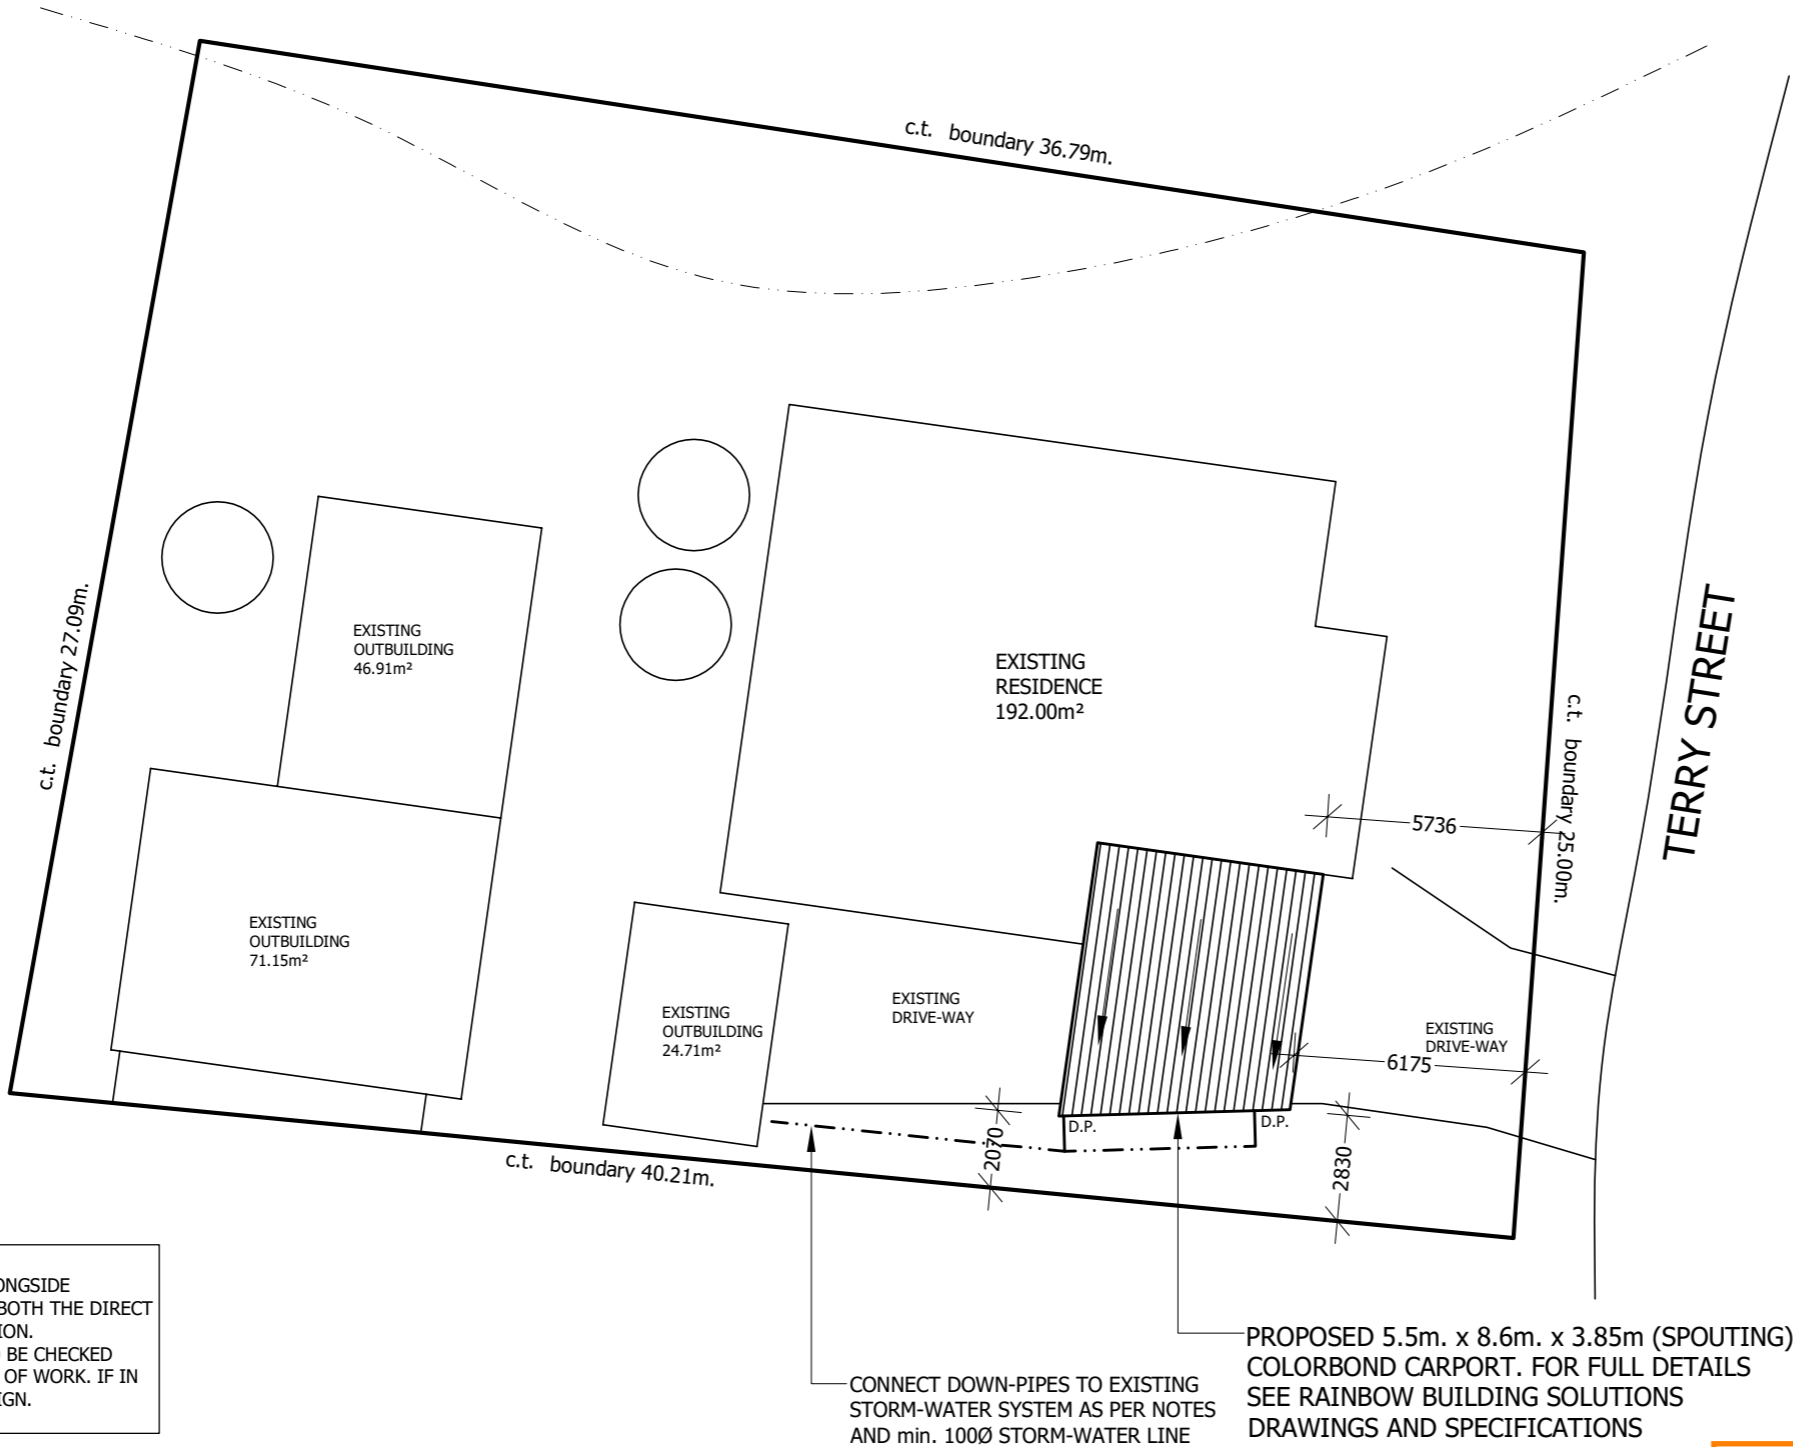 c.t. boundary 36.79m.
c.t. boundary 27.09m.
EXISTING
OUTBUILDING
46.91m²
EXISTING
RESIDENCE
192.00m²
c.t. boundary 25.00m.
TERRY STREET
5736
EXISTING
OUTBUILDING
71.15m²
EXISTING
OUTBUILDING
24.71m²
EXISTING
DRIVE-WAY
EXISTING
DRIVE-WAY
6175
D.P.
D.P.
2070
2830
c.t. boundary 40.21m.
ONGSIDE
BOTH THE DIRECT
ION.
BE CHECKED
OF WORK. IF IN
IGN.
CONNECT DOWN-PIPES TO EXISTING
STORM-WATER SYSTEM AS PER NOTES
AND min. 100Ø STORM-WATER LINE
PROPOSED 5.5m. x 8.6m. x 3.85m (SPOUTING)
COLORBOND CARPORT. FOR FULL DETAILS
SEE RAINBOW BUILDING SOLUTIONS
DRAWINGS AND SPECIFICATIONS